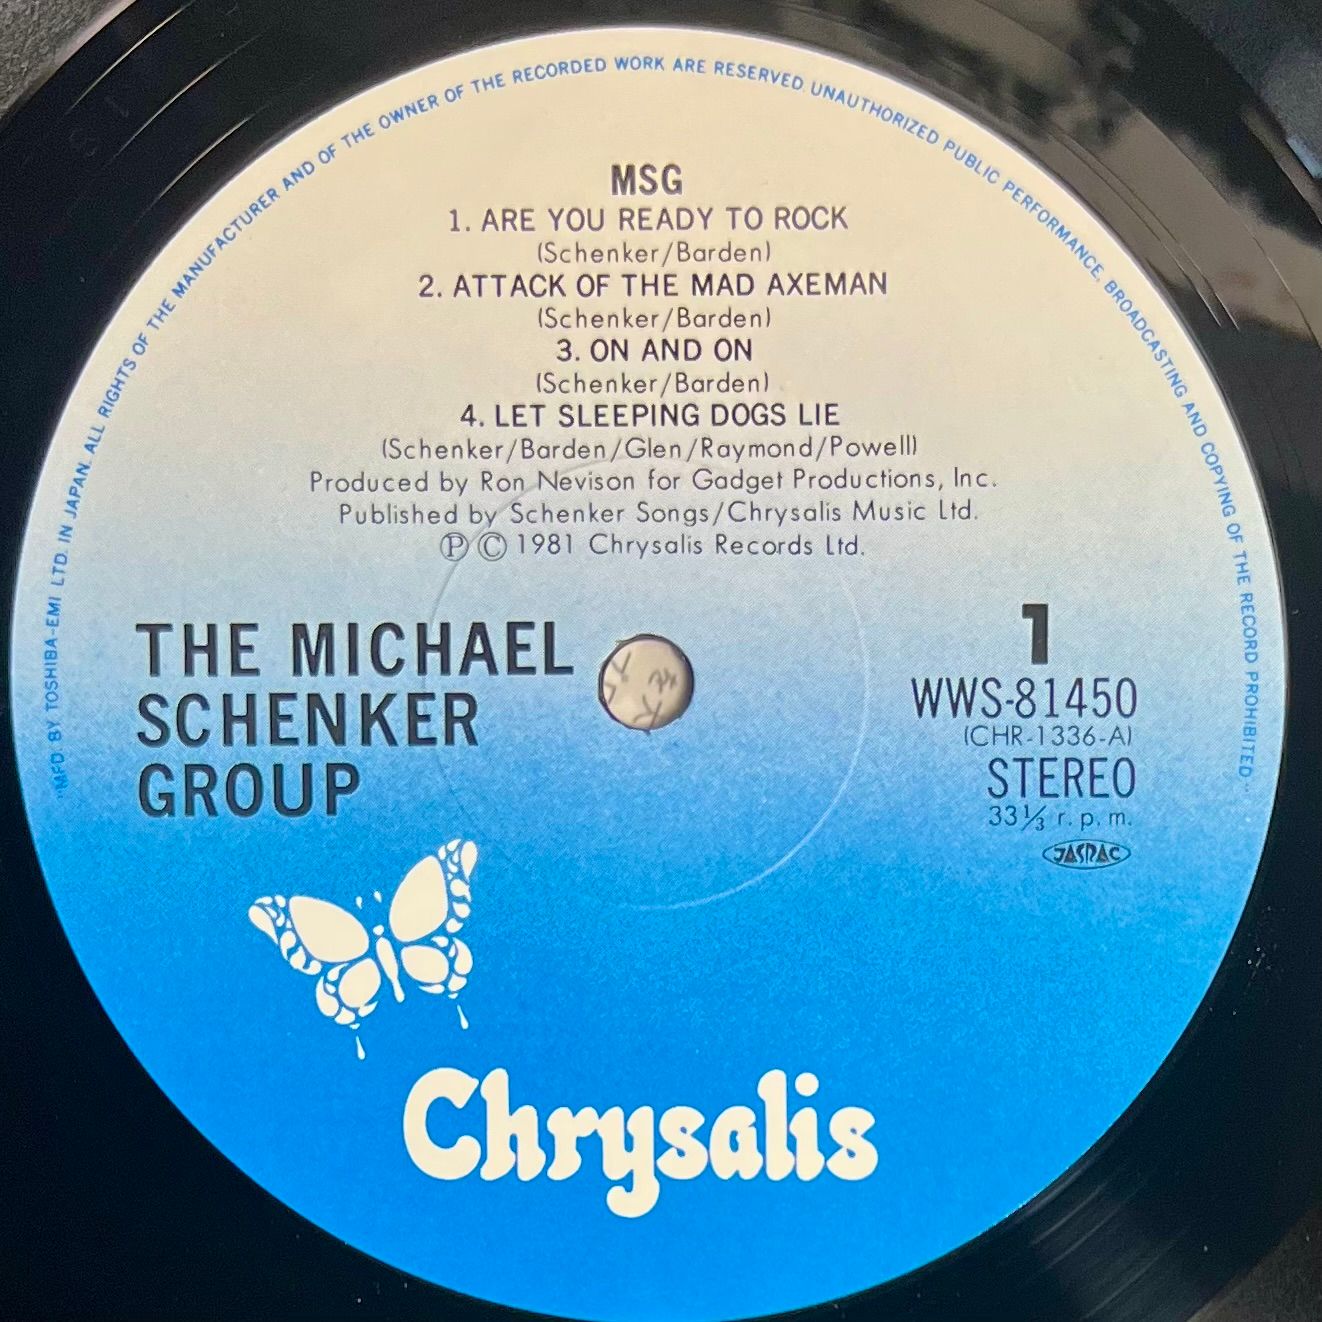 "MFD. BY TOSHIBA-EMI LTD. IN JAPAN. ALL RIGHTS OF THE MANUFACTURER AND OF THE OWNER OF THE RECORDED WORK ARE RESERVED. UNAUTHORIZED PUBLIC PERFORMANCE, BROADCASTING AND COPYING OF THE RECORD PROHIBITED."
MSG
1. ARE YOU READY TO ROCK
(Schenker/Barden)
2. ATTACK OF THE MAD AXEMAN
(Schenker/Barden)
3. ON AND ON
(Schenker/Barden)
4. LET SLEEPING DOGS LIE
(Schenker/Barden/Glen/Raymond/Powell)
Produced by Ron Nevison for Gadget Productions, Inc.
Published by Schenker Songs/Chrysalis Music Ltd.
Ⓟ © 1981 Chrysalis Records Ltd.
THE MICHAEL
SCHENKER
GROUP
1
WWS-81450
(CHR-1336-A)
STEREO
33⅓ r.p.m.
JASRAC
Chrysalis